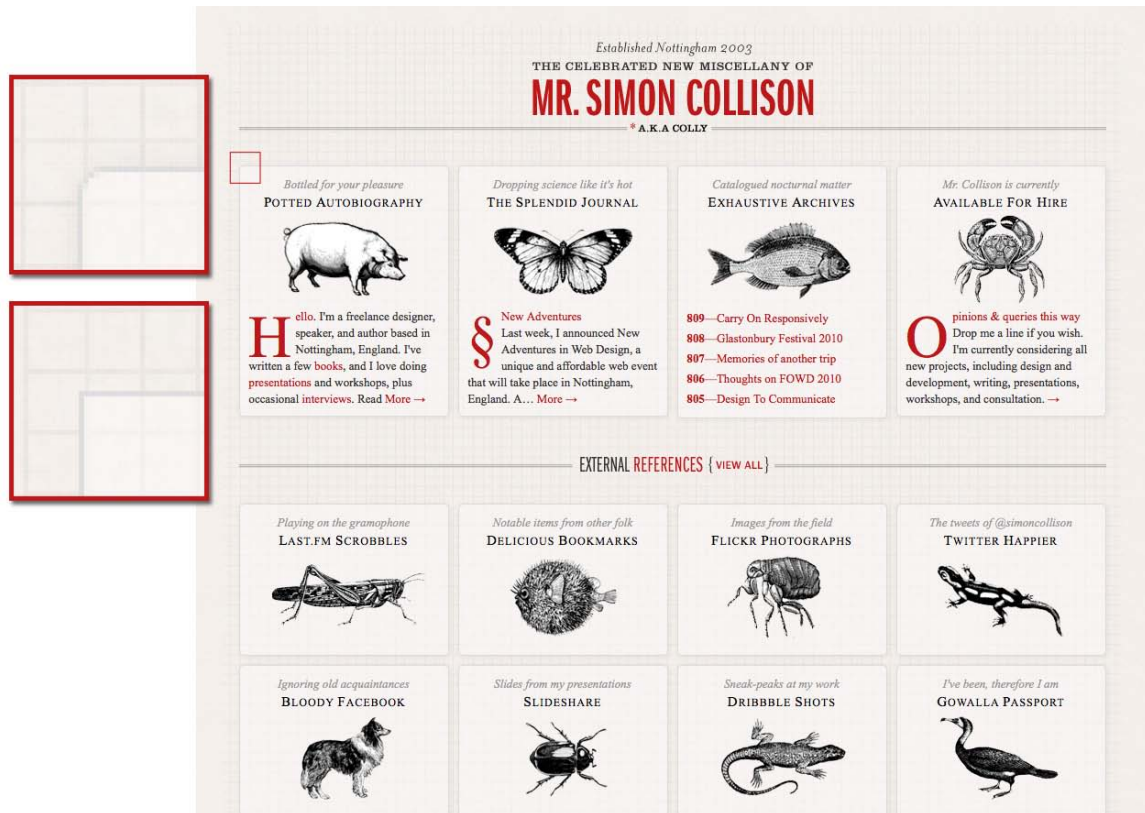 Established Nottingham 2003
THE CELEBRATED NEW MISCELLANY OF
MR. SIMON COLLISON
* A.K.A COLLY
Bottled for your pleasure
POTTED AUTOBIOGRAPHY
Hello. I'm a freelance designer,
speaker, and author based in
Nottingham, England. I've
written a few books, and I love doing
presentations and workshops, plus
occasional interviews. Read More →
Dropping science like it's hot
THE SPLENDID JOURNAL
§ New Adventures
Last week, I announced New
Adventures in Web Design, a
unique and affordable web event
that will take place in Nottingham,
England. A… More →
Catalogued nocturnal matter
EXHAUSTIVE ARCHIVES
809—Carry On Responsively
808—Glastonbury Festival 2010
807—Memories of another trip
806—Thoughts on FOWD 2010
805—Design To Communicate
Mr. Collison is currently
AVAILABLE FOR HIRE
Opinions & queries this way
Drop me a line if you wish.
I'm currently considering all
new projects, including design and
development, writing, presentations,
workshops, and consultation. →
EXTERNAL REFERENCES {VIEW ALL}
Playing on the gramophone
LAST.FM SCROBBLES
Notable items from other folk
DELICIOUS BOOKMARKS
Images from the field
FLICKR PHOTOGRAPHS
The tweets of @simoncollison
TWITTER HAPPIER
Ignoring old acquaintances
BLOODY FACEBOOK
Slides from my presentations
SLIDESHARE
Sneak-peaks at my work
DRIBBBLE SHOTS
I've been, therefore I am
GOWALLA PASSPORT